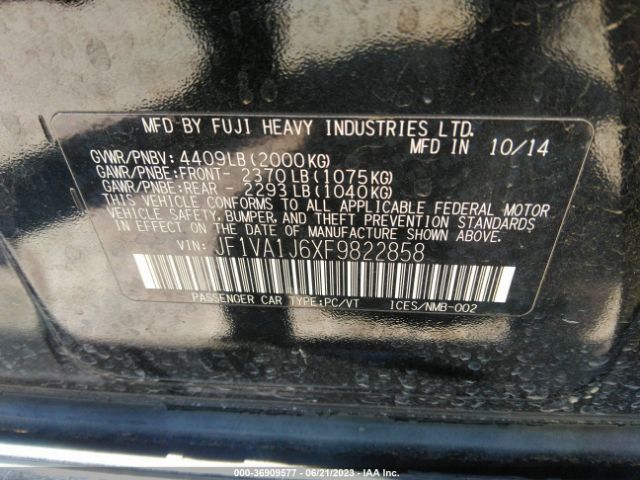 MFD BY FUJI HEAVY INDUSTRIES LTD.
MFD IN 10/14
GVWR/PNBV: 4409LB(2000KG)
GAWR/PNBE:FRONT- 2370LB(1075KG)
GAWR/PNBE:REAR - 2293LB(1040KG)
THIS VEHICLE CONFORMS TO ALL APPLICABLE FEDERAL MOTOR
VEHICLE SAFETY, BUMPER, AND THEFT PREVENTION STANDARDS
IN EFFECT ON THE DATE OF MANUFACTURE SHOWN ABOVE.
VIN: JF1VA1J6XF9822858
PASSENGER CAR TYPE:PC/VT ICES/NMB-002
000-36909577 - 06/21/2023 - IAA Inc.